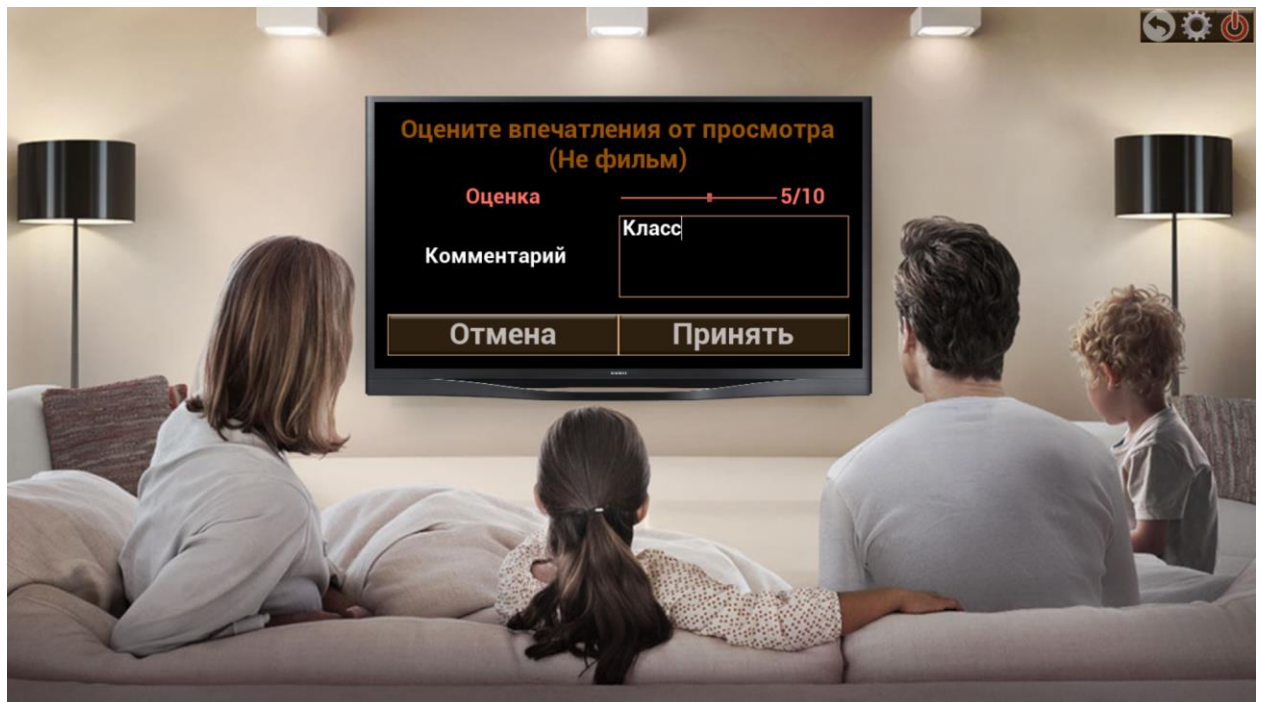 Оцените впечатления от просмотра
(Не фильм)
Оценка 5/10
Класс
Комментарий
Отмена Принять